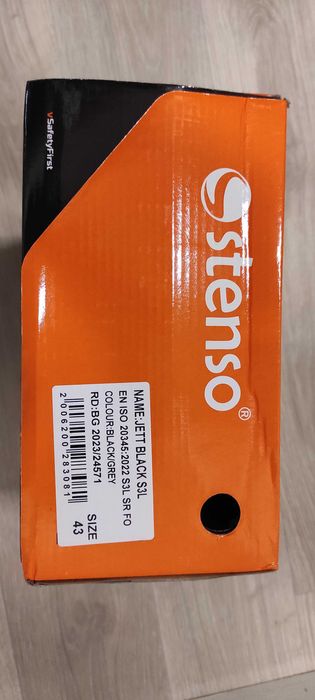 vSafetyFirst
stenso®
NAME:JETT BLACK S3L
EN ISO 20345:2022 S3L SR FO
COLOUR:BLACK/GREY
RD:BG 2023/24571
2 006200 283081
SIZE
43